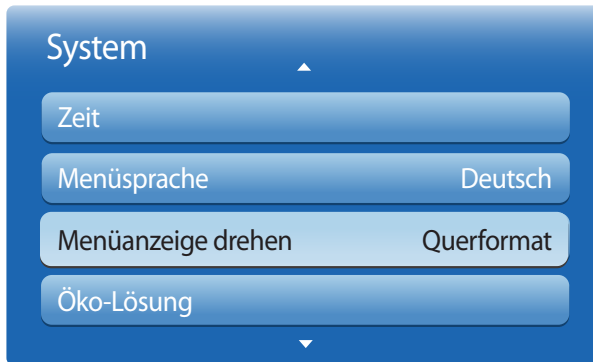 System
Zeit
Menüsprache Deutsch
Menüanzeige drehen Querformat
Öko-Lösung